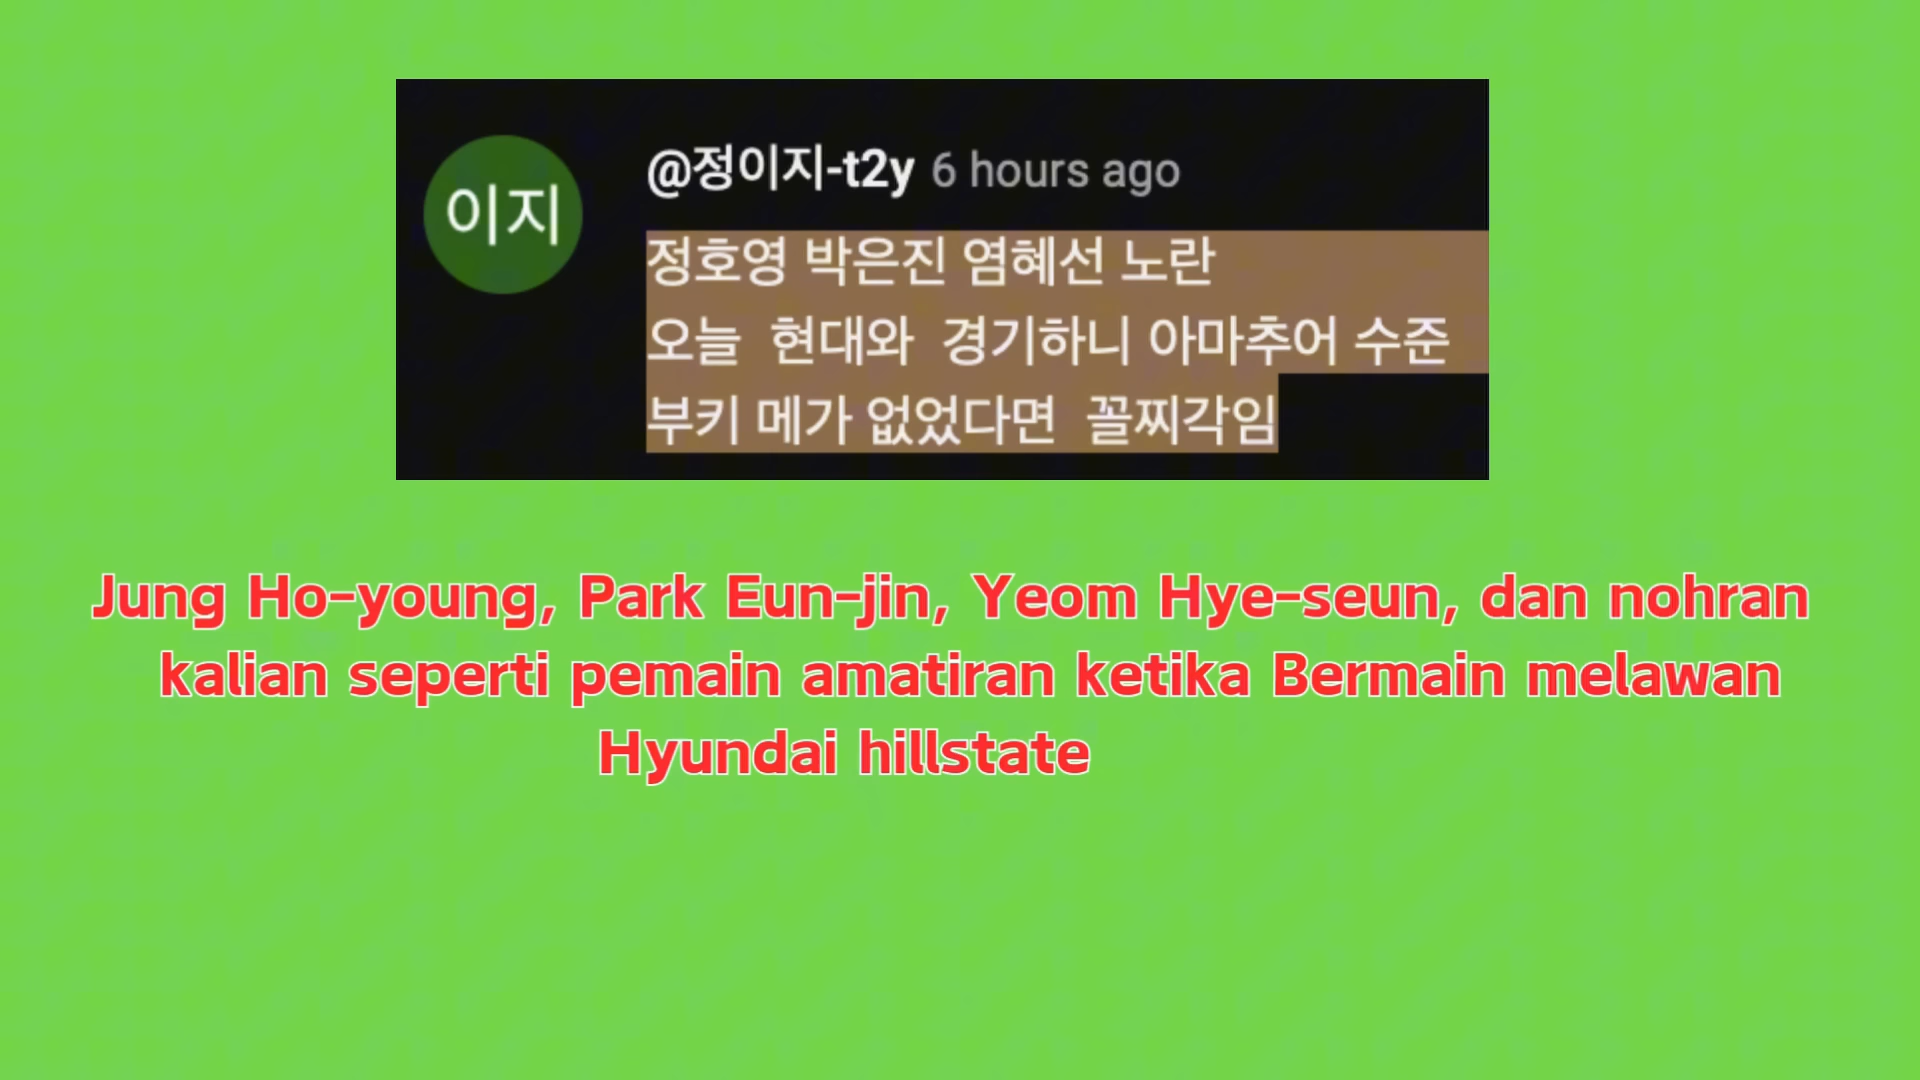 이지
@정이지-t2y 6 hours ago
정호영 박은진 염혜선 노란
오늘 현대와 경기하니 아마추어 수준
부키 메가 없었다면 꼴찌각임
Jung Ho-young, Park Eun-jin, Yeom Hye-seun, dan nohran
kalian seperti pemain amatiran ketika Bermain melawan
Hyundai hillstate